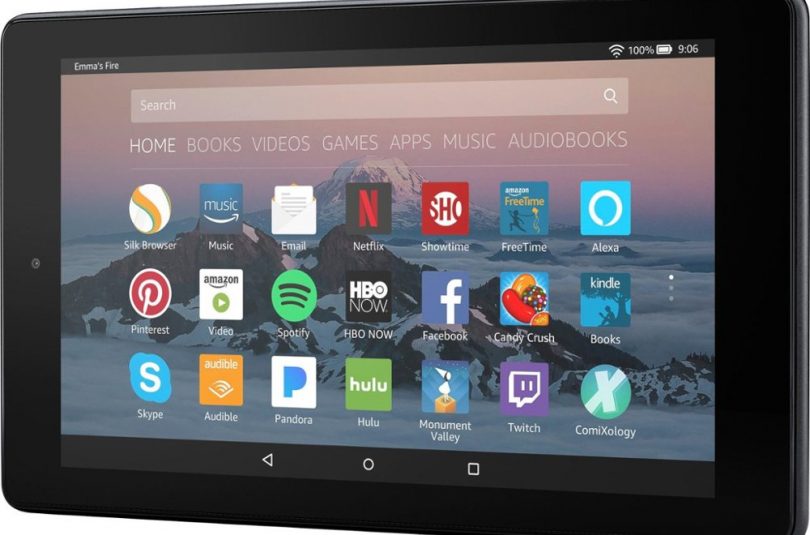 Emma's Fire
100% 9:06
Search
HOME BOOKS VIDEOS GAMES APPS MUSIC AUDIOBOOKS
music SHO amazon FreeTime
Silk Browser Music Email Netflix Showtime FreeTime Alexa
amazon HBO NOW kindle
Pinterest Video Spotify HBO NOW Facebook Candy Crush Books
audible hulu
Skype Audible Pandora Hulu Monument Valley Twitch ComiXology